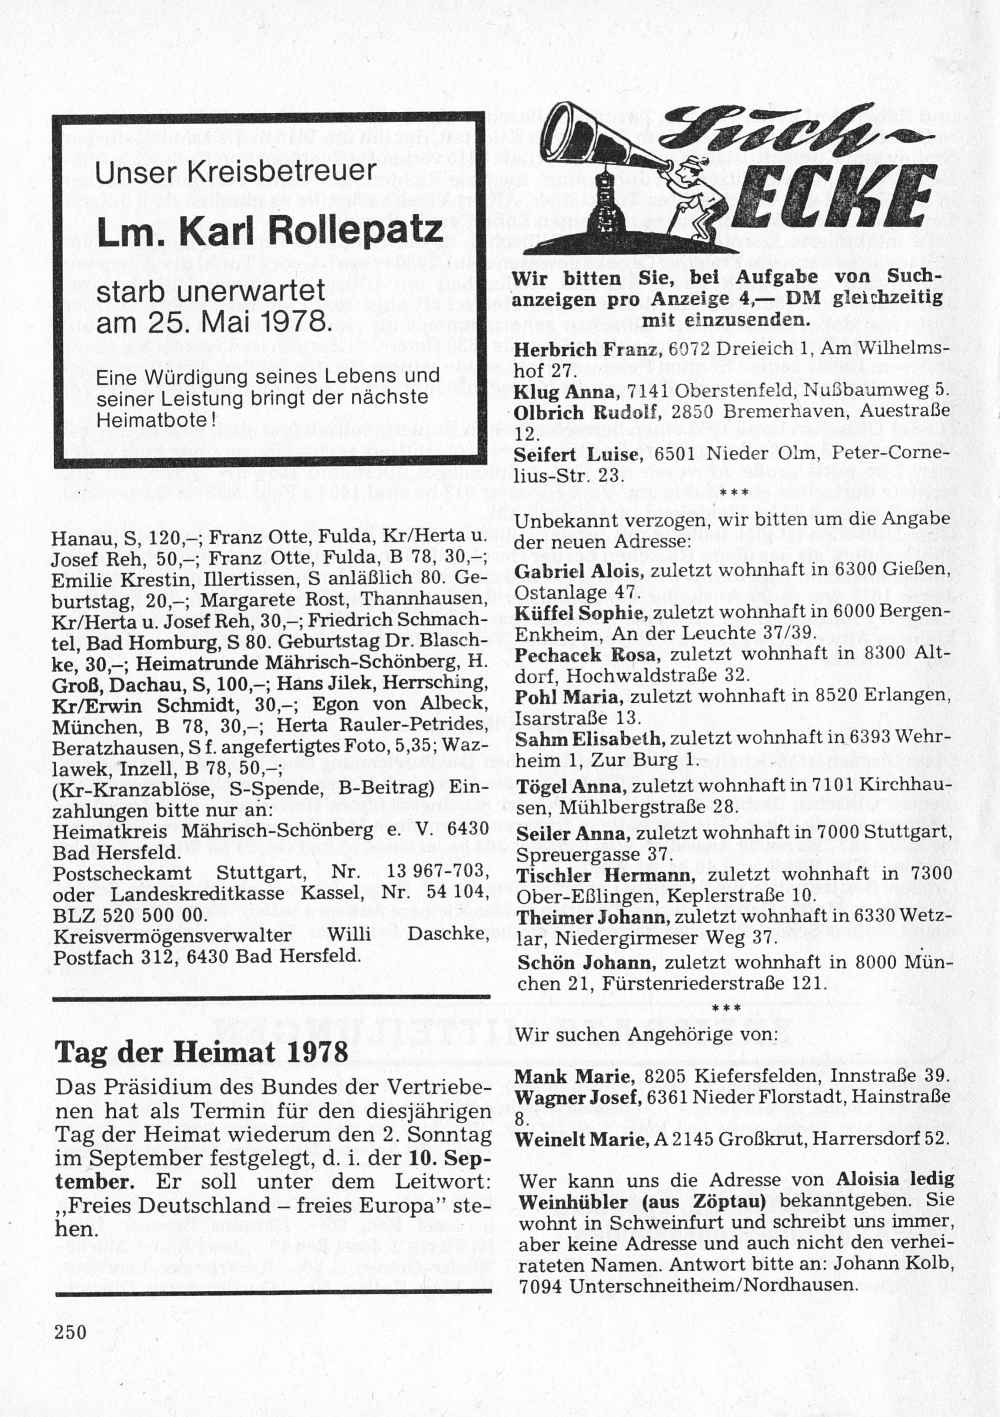 Unser Kreisbetreuer
Lm. Karl Rollepatz
starb unerwartet
am 25. Mai 1978.
Eine Würdigung seines Lebens und
seiner Leistung bringt der nächste
Heimatbote!
Hanau, S, 120,–; Franz Otte, Fulda, Kr/Herta u.
Josef Reh, 50,–; Franz Otte, Fulda, B 78, 30,–;
Emilie Krestin, Illertissen, S anläßlich 80. Ge-
burtstag, 20,–; Margarete Rost, Thannhausen,
Kr/Herta u. Josef Reh, 30,–; Friedrich Schmach-
tel, Bad Homburg, S 80. Geburtstag Dr. Blasch-
ke, 30,–; Heimatrunde Mährisch-Schönberg, H.
Groß, Dachau, S, 100,–; Hans Jilek, Herrsching,
Kr/Erwin Schmidt, 30,–; Egon von Albeck,
München, B 78, 30,–; Herta Rauler-Petrides,
Beratzhausen, S f. angefertigtes Foto, 5,35; Waz-
lawek, Inzell, B 78, 50,–;
(Kr-Kranzablöse, S-Spende, B-Beitrag) Ein-
zahlungen bitte nur an:
Heimatkreis Mährisch-Schönberg e. V. 6430
Bad Hersfeld.
Postscheckamt Stuttgart, Nr. 13 967-703,
oder Landeskreditkasse Kassel, Nr. 54 104,
BLZ 520 500 00.
Kreisvermögensverwalter Willi Daschke,
Postfach 312, 6430 Bad Hersfeld.
Tag der Heimat 1978
Das Präsidium des Bundes der Vertriebe-
nen hat als Termin für den diesjährigen
Tag der Heimat wiederum den 2. Sonntag
im September festgelegt, d. i. der 10. Sep-
tember. Er soll unter dem Leitwort:
,,Freies Deutschland – freies Europa" ste-
hen.
250
Such-
ECKE
Wir bitten Sie, bei Aufgabe von Such-
anzeigen pro Anzeige 4,— DM gleichzeitig
mit einzusenden.
Herbrich Franz, 6072 Dreieich 1, Am Wilhelms-
hof 27.
Klug Anna, 7141 Oberstenfeld, Nußbaumweg 5.
Olbrich Rudolf, 2850 Bremerhaven, Auestraße
12.
Seifert Luise, 6501 Nieder Olm, Peter-Corne-
lius-Str. 23.
***
Unbekannt verzogen, wir bitten um die Angabe
der neuen Adresse:
Gabriel Alois, zuletzt wohnhaft in 6300 Gießen,
Ostanlage 47.
Küffel Sophie, zuletzt wohnhaft in 6000 Bergen-
Enkheim, An der Leuchte 37/39.
Pechacek Rosa, zuletzt wohnhaft in 8300 Alt-
dorf, Hochwaldstraße 32.
Pohl Maria, zuletzt wohnhaft in 8520 Erlangen,
Isarstraße 13.
Sahm Elisabeth, zuletzt wohnhaft in 6393 Wehr-
heim 1, Zur Burg 1.
Tögel Anna, zuletzt wohnhaft in 7101 Kirchhau-
sen, Mühlbergstraße 28.
Seiler Anna, zuletzt wohnhaft in 7000 Stuttgart,
Spreuergasse 37.
Tischler Hermann, zuletzt wohnhaft in 7300
Ober-Eßlingen, Keplerstraße 10.
Theimer Johann, zuletzt wohnhaft in 6330 Wetz-
lar, Niedergirmeser Weg 37.
Schön Johann, zuletzt wohnhaft in 8000 Mün-
chen 21, Fürstenriederstraße 121.
***
Wir suchen Angehörige von:
Mank Marie, 8205 Kiefersfelden, Innstraße 39.
Wagner Josef, 6361 Nieder Florstadt, Hainstraße
8.
Weinelt Marie, A 2145 Großkrut, Harrersdorf 52.
Wer kann uns die Adresse von Aloisia ledig
Weinhübler (aus Zöptau) bekanntgeben. Sie
wohnt in Schweinfurt und schreibt uns immer,
aber keine Adresse und auch nicht den verhei-
rateten Namen. Antwort bitte an: Johann Kolb,
7094 Unterschneitheim/Nordhausen.